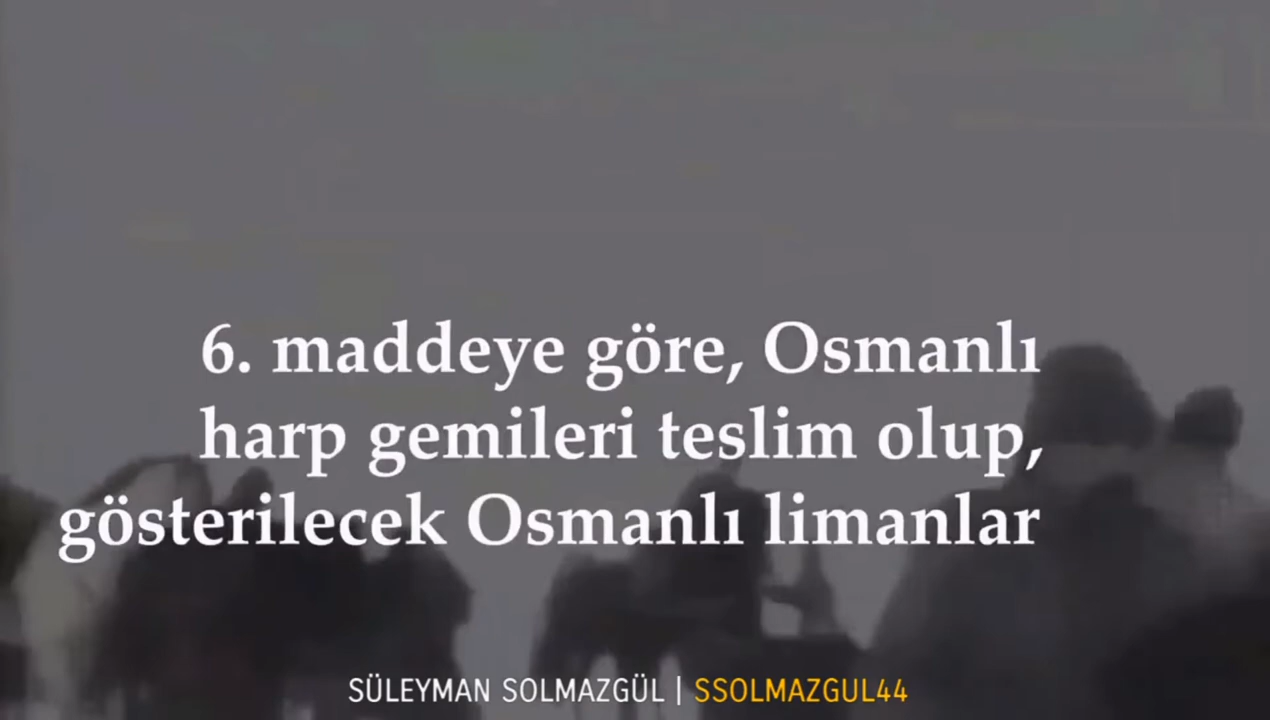 6. maddeye göre, Osmanlı
harp gemileri teslim olup,
gösterilecek Osmanlı limanlar
SÜLEYMAN SOLMAZGÜL | SSOLMAZGUL44